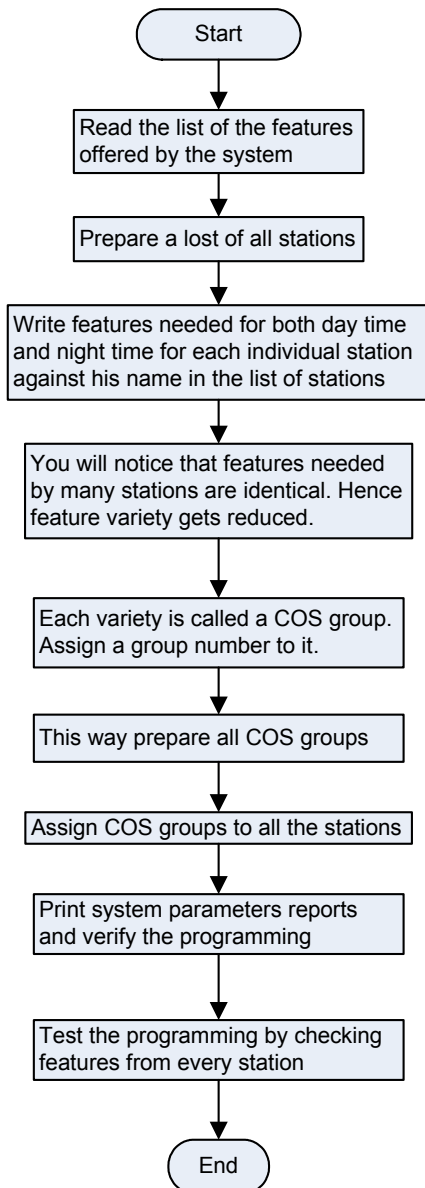 Start
Read the list of the features
offered by the system
Prepare a lost of all stations
Write features needed for both day time
and night time for each individual station
against his name in the list of stations
You will notice that features needed
by many stations are identical. Hence
feature variety gets reduced.
Each variety is called a COS group.
Assign a group number to it.
This way prepare all COS groups
Assign COS groups to all the stations
Print system parameters reports
and verify the programming
Test the programming by checking
features from every station
End